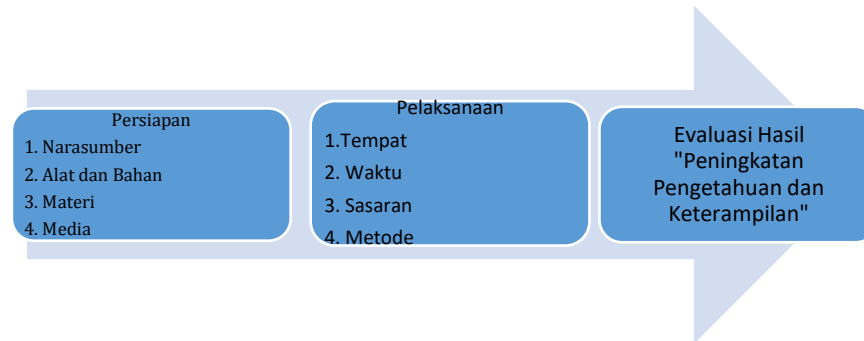 Persiapan
1. Narasumber
2. Alat dan Bahan
3. Materi
4. Media
Pelaksanaan
1.Tempat
2. Waktu
3. Sasaran
4. Metode
Evaluasi Hasil
"Peningkatan
Pengetahuan dan
Keterampilan"